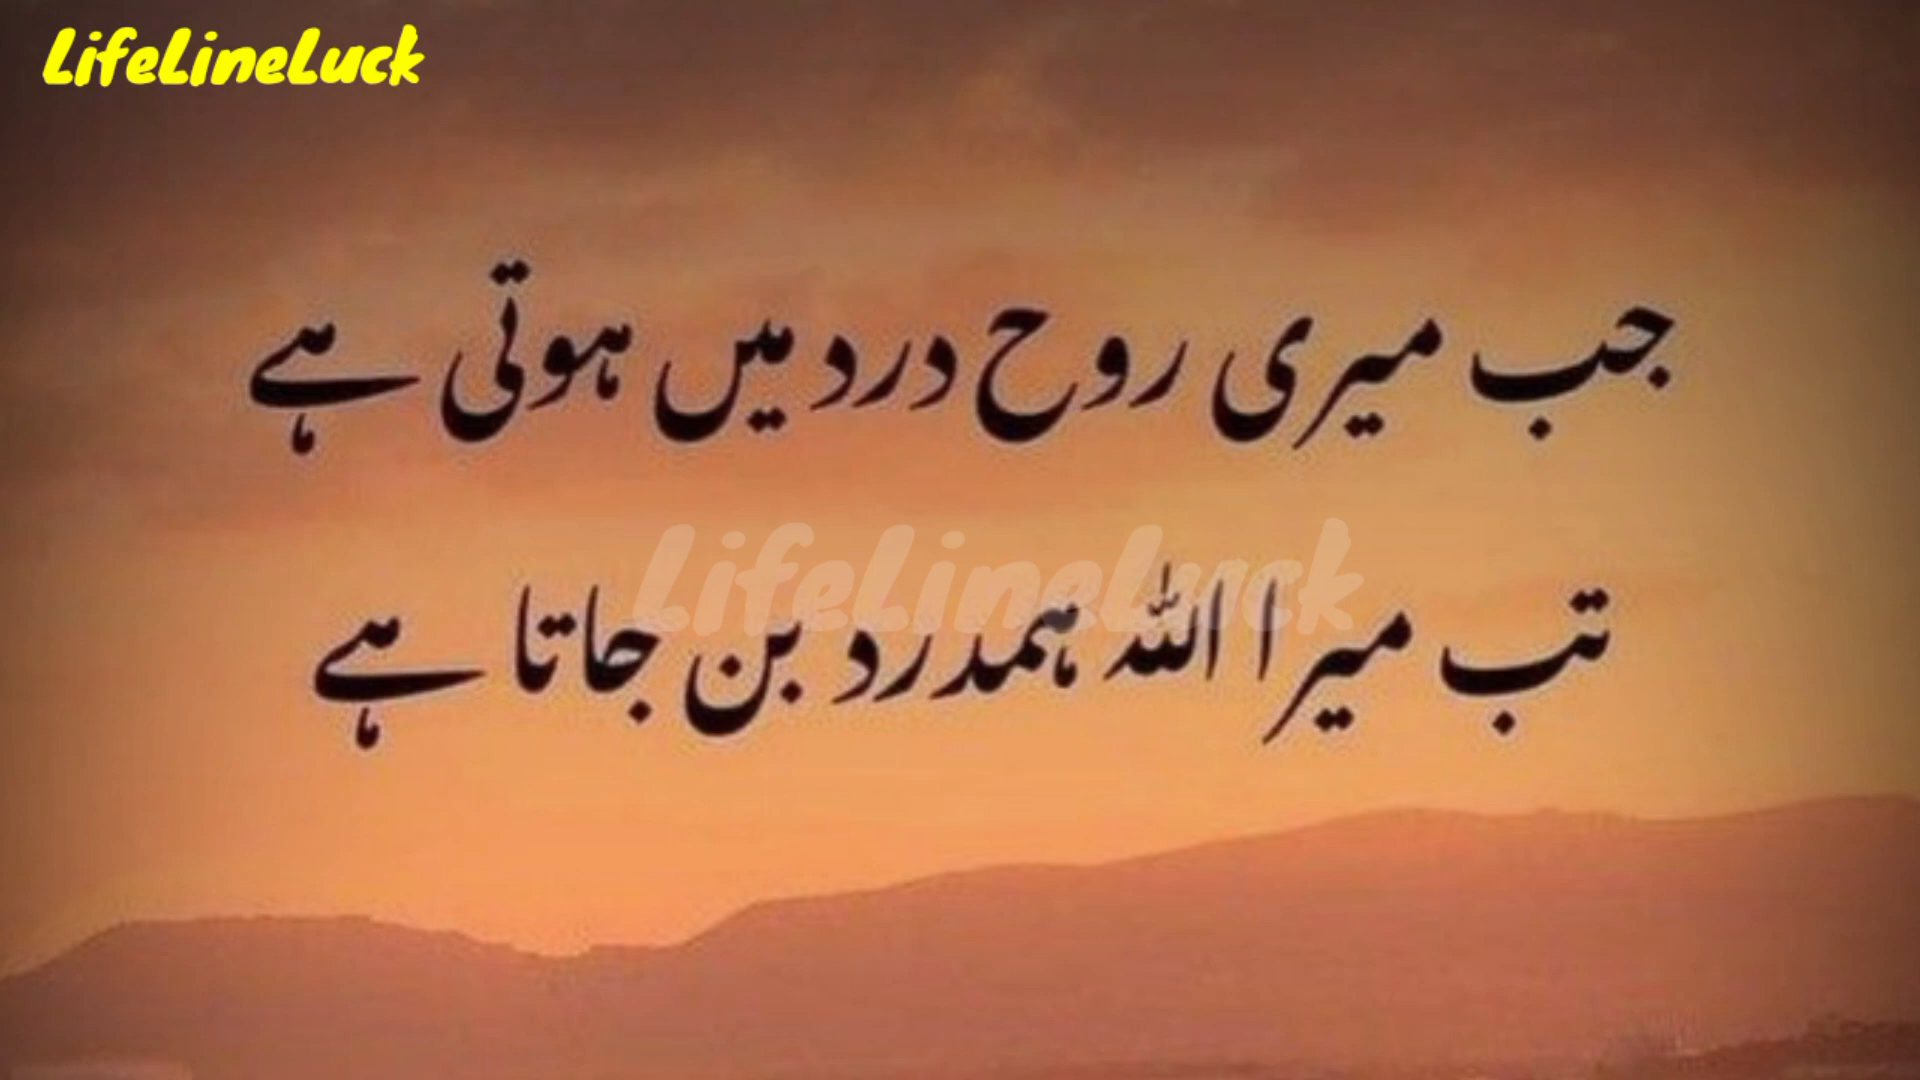 LifeLineLuck
جب میری روح درد میں ہوتی ہے
LifeLineLuck
تب میرا اللہ ہمدرد بن جاتا ہے